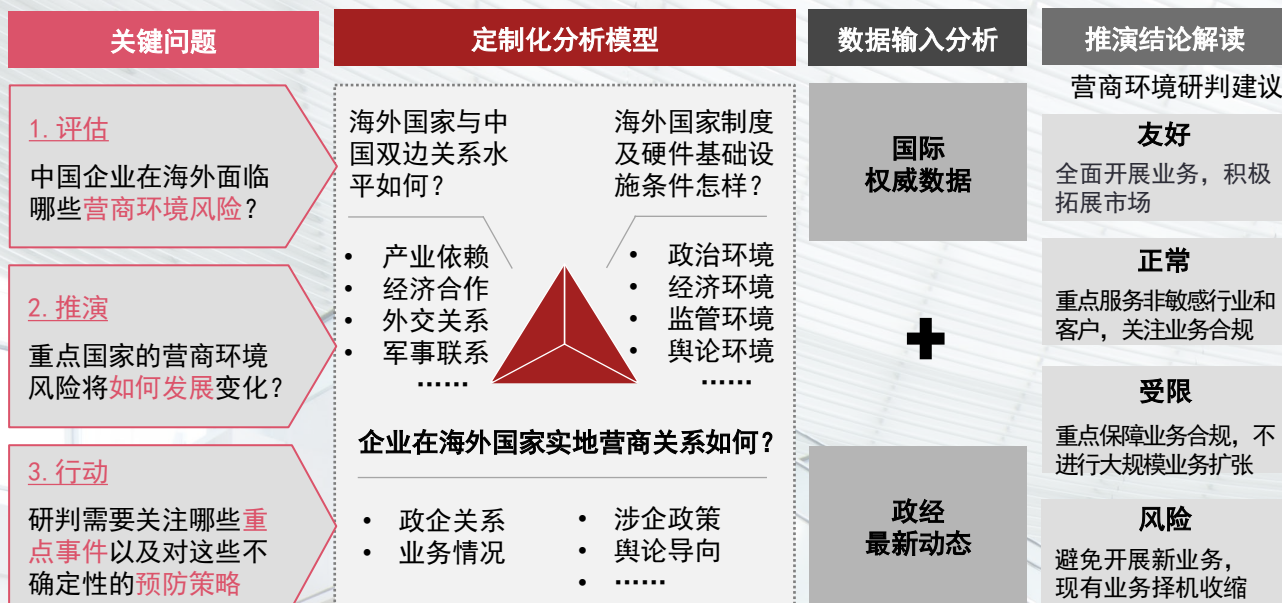 关键问题
1.评估
中国企业在海外面临
哪些营商环境风险？
2.推演
重点国家的营商环境
风险将如何发展变化？
3.行动
研判需要关注哪些重
点事件以及对这些不
确定性的预防策略
定制化分析模型
海外国家与中
国双边关系水
平如何？
• 产业依赖
• 经济合作
• 外交关系
• 军事联系
……
海外国家制度
及硬件基础设
施条件怎样？
• 政治环境
• 经济环境
• 监管环境
• 舆论环境
……
企业在海外国家实地营商关系如何？
• 政企关系
• 业务情况
• 涉企政策
• 舆论导向
• ……
数据输入分析
国际
权威数据
+
政经
最新动态
推演结论解读
营商环境研判建议
友好
全面开展业务，积极
拓展市场
正常
重点服务非敏感行业和
客户，关注业务合规
受限
重点保障业务合规，不
进行大规模业务扩张
风险
避免开展新业务，
现有业务择机收缩